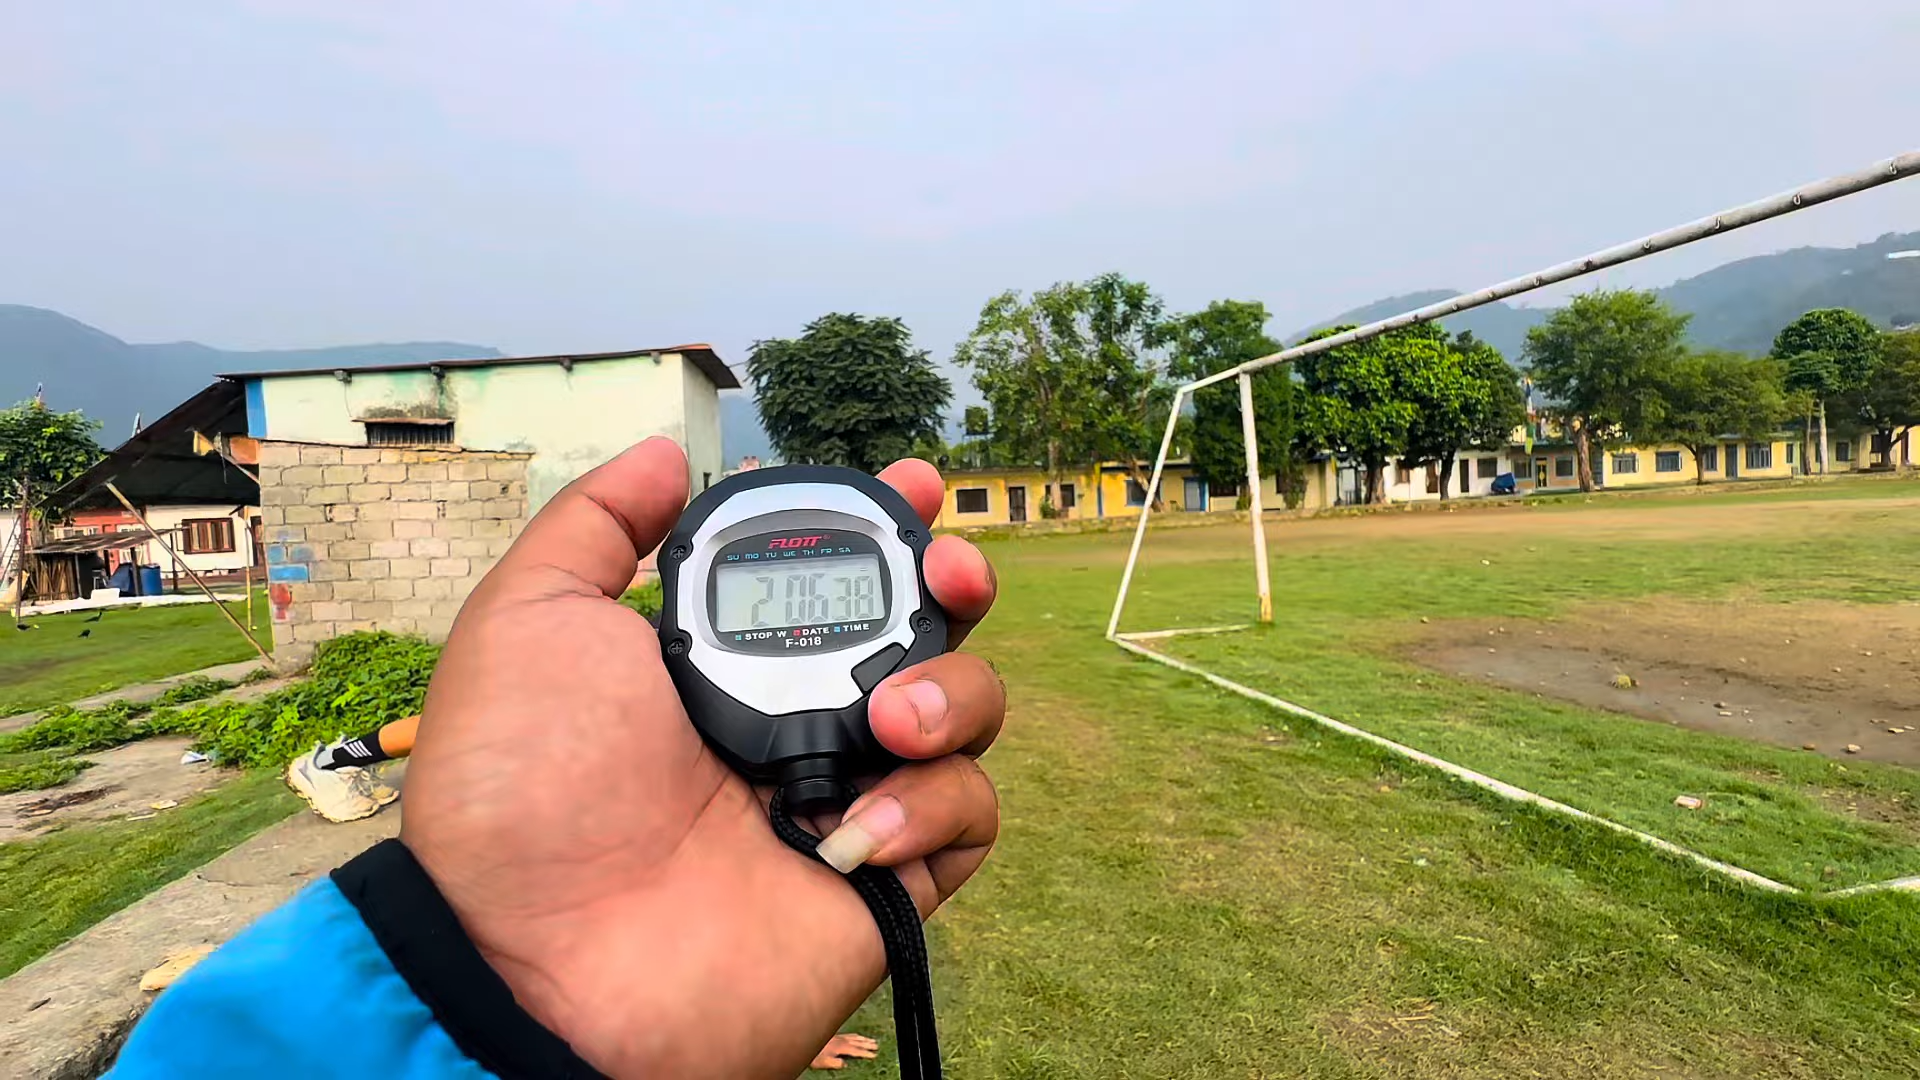 FLOTT
SU MO TU WE TH FR SA
2 06 38
STOP W DATE TIME
F-018